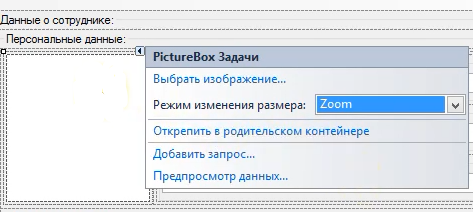 Данные о сотруднике:
Персональные данные:
PictureBox Задачи
Выбрать изображение...
Режим изменения размера: Zoom
Открепить в родительском контейнере
Добавить запрос...
Предпросмотр данных...